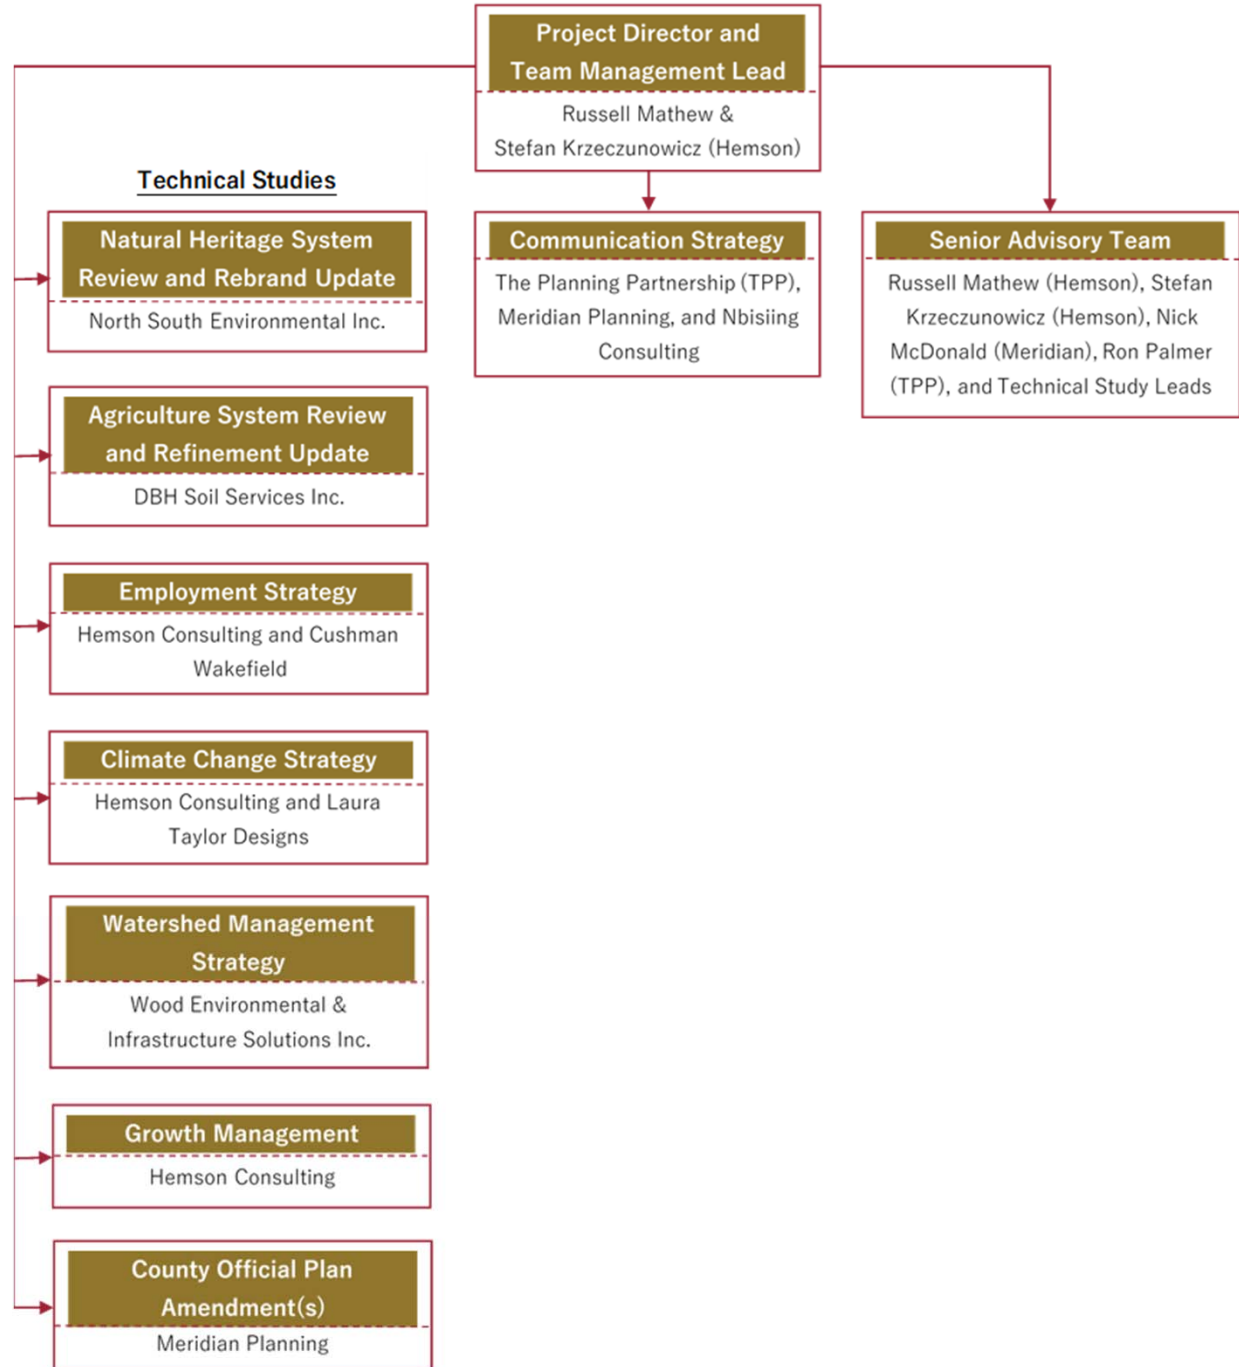 Project Director and
Team Management Lead
Russell Mathew &
Stefan Krzeczunowicz (Hemson)
Technical Studies
Natural Heritage System
Review and Rebrand Update
North South Environmental Inc.
Agriculture System Review
and Refinement Update
DBH Soil Services Inc.
Employment Strategy
Hemson Consulting and Cushman
Wakefield
Climate Change Strategy
Hemson Consulting and Laura
Taylor Designs
Watershed Management
Strategy
Wood Environmental &
Infrastructure Solutions Inc.
Growth Management
Hemson Consulting
County Official Plan
Amendment(s)
Meridian Planning
Communication Strategy
The Planning Partnership (TPP),
Meridian Planning, and Nbisiing
Consulting
Senior Advisory Team
Russell Mathew (Hemson), Stefan
Krzeczunowicz (Hemson), Nick
McDonald (Meridian), Ron Palmer
(TPP), and Technical Study Leads